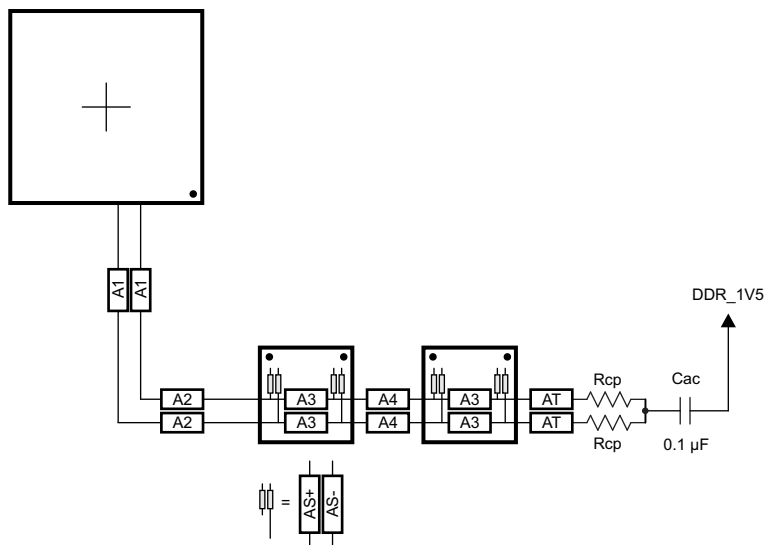 A1 A1
DDR_1V5
Rcp Cac
A2 A3 A4 A3 AT
A2 A3 A4 A3 AT
Rcp 0.1 µF
= AS+ AS-